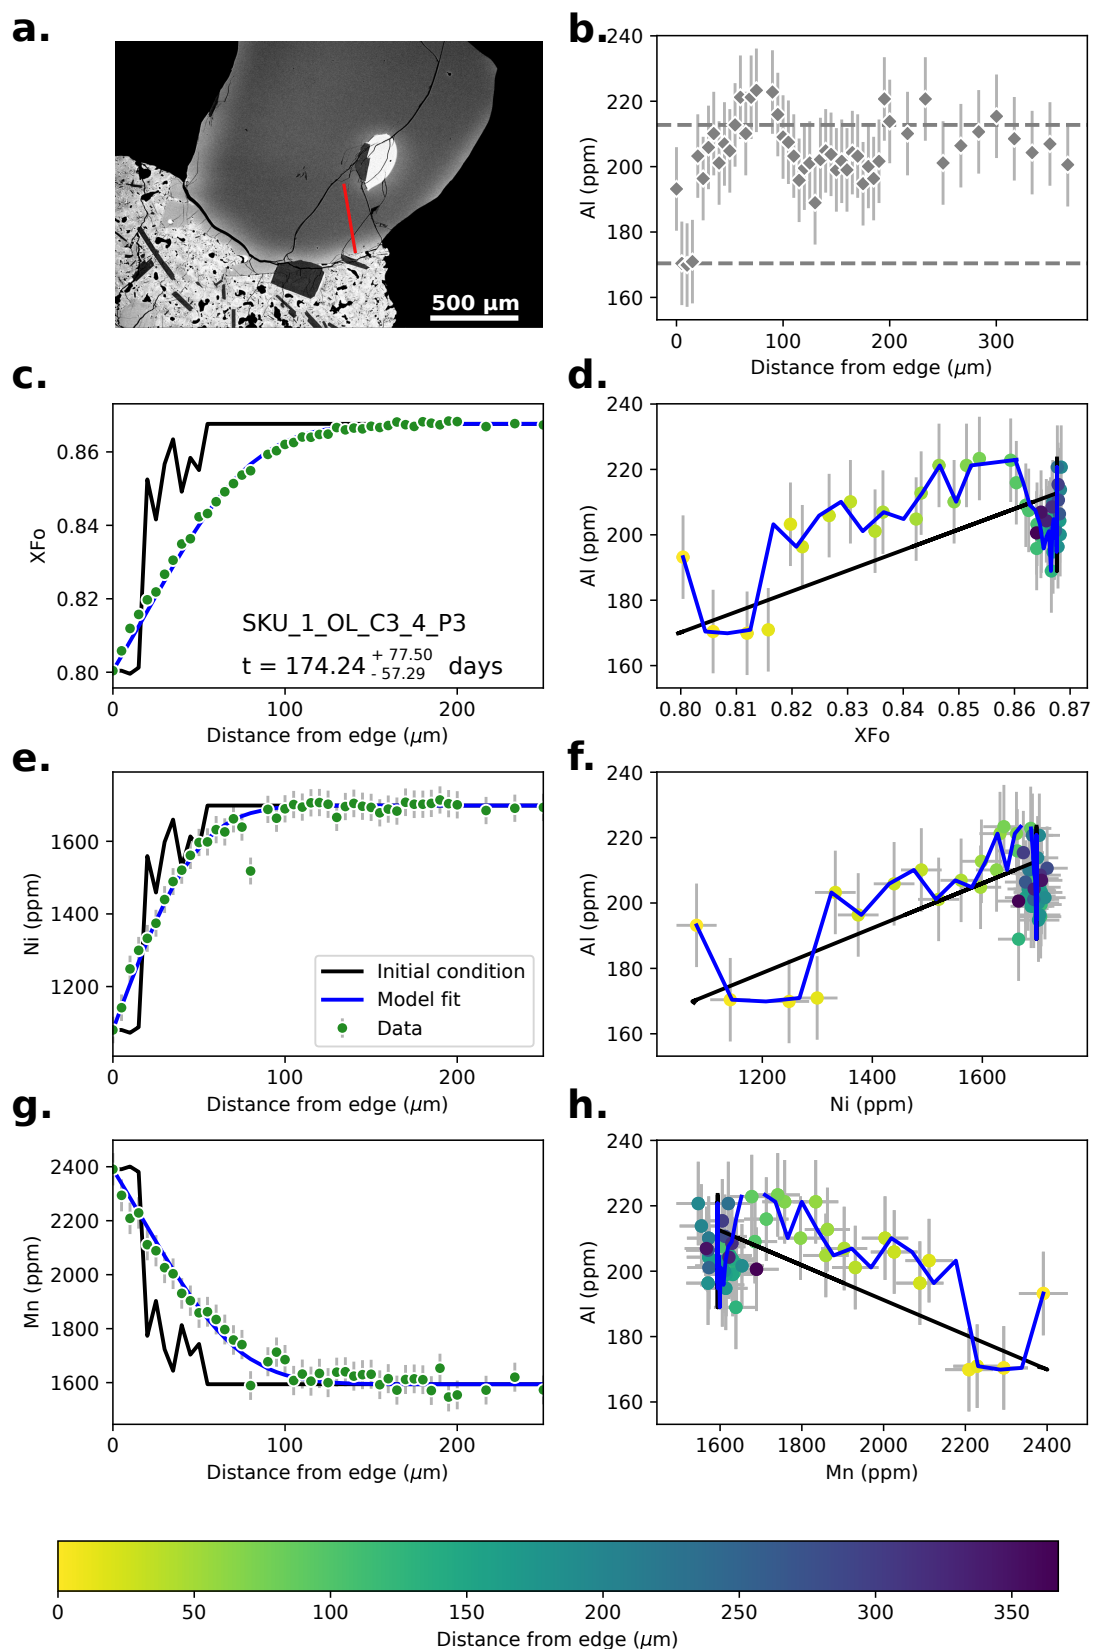 a.
500 µm
b.
240
220
200
180
160
Al (ppm)
0
100
200
300
Distance from edge (µm)
c.
0.86
0.84
0.82
0.80
XFo
SKU_1_OL_C3_4_P3
t = 174.24 + 77.50 - 57.29 days
0
100
200
Distance from edge (µm)
d.
240
220
200
180
160
Al (ppm)
0.80
0.81
0.82
0.83
0.84
0.85
0.86
0.87
XFo
e.
1600
1400
1200
Ni (ppm)
Initial condition
Model fit
Data
0
100
200
Distance from edge (µm)
f.
240
220
200
180
160
Al (ppm)
1200
1400
1600
Ni (ppm)
g.
2400
2200
2000
1800
1600
Mn (ppm)
0
100
200
Distance from edge (µm)
h.
240
220
200
180
160
Al (ppm)
1600
1800
2000
2200
2400
Mn (ppm)
0
50
100
150
200
250
300
350
Distance from edge (µm)